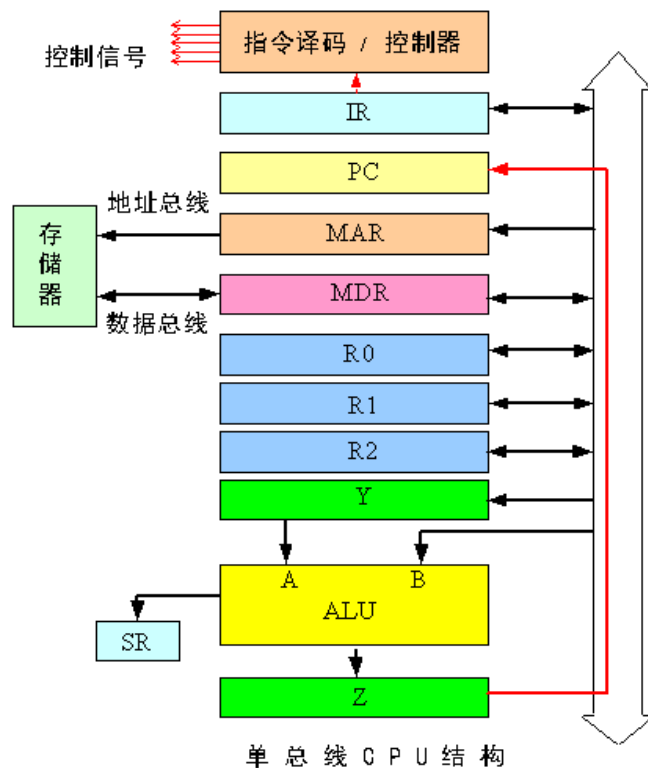 指令译码 / 控制器
控制信号
IR
PC
地址总线
存储器
MAR
MDR
数据总线
R0
R1
R2
Y
A B
ALU
SR
Z
单总线CPU结构